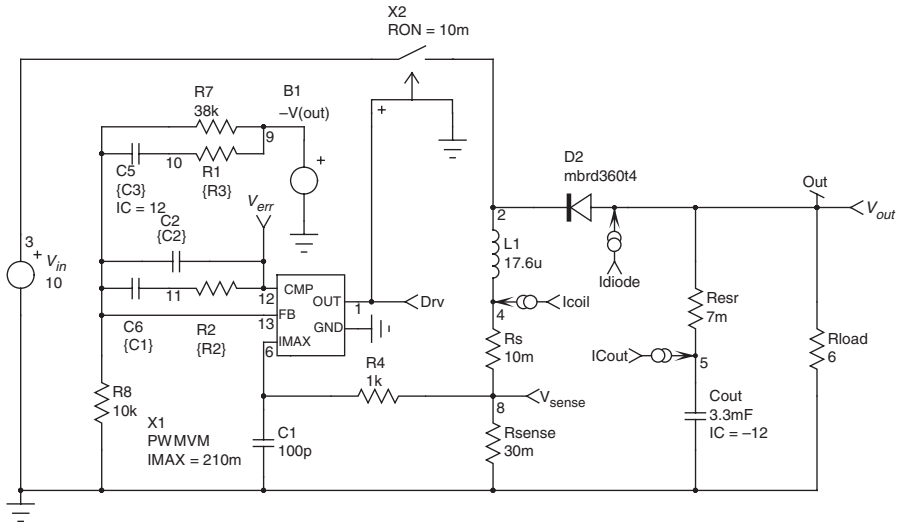 X2
RON = 10m
R7
38k
B1
–V(out)
9
10
C5
{C3}
IC = 12
R1
{R3}
+
+
D2
mbrd360t4
Out
Vout
2
Verr
C2
{C2}
3
+
Vin
10
L1
17.6u
Idiode
11
12
CMP
OUT
1
Drv
Icoil
4
13
FB
GND
6
IMAX
C6
{C1}
R2
{R2}
Resr
7m
Rs
10m
ICout
5
Rload
6
R4
1k
R8
10k
8
Vsense
Cout
3.3mF
IC = –12
X1
PWMVM
IMAX = 210m
C1
100p
Rsense
30m